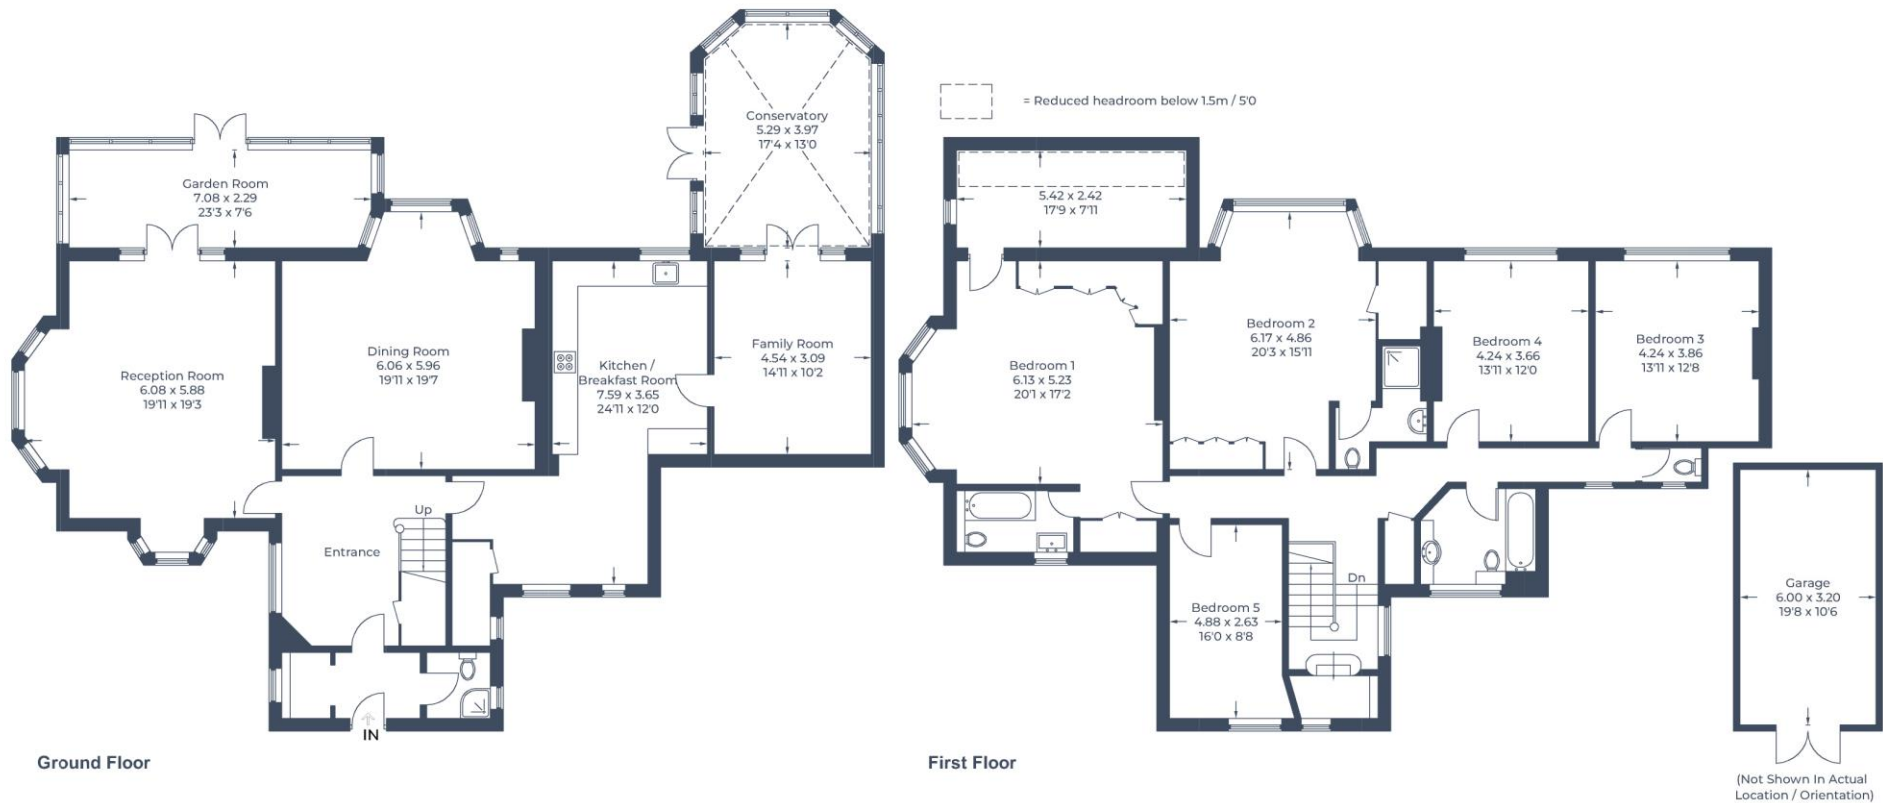 = Reduced headroom below 1.5m / 5'0
Conservatory
5.29 x 3.97
17'4 x 13'0
Garden Room
7.08 x 2.29
23'3 x 7'6
Reception Room
6.08 x 5.88
19'11 x 19'3
Dining Room
6.06 x 5.96
19'11 x 19'7
Kitchen /
Breakfast Room
7.59 x 3.65
24'11 x 12'0
Family Room
4.54 x 3.09
14'11 x 10'2
Up
Entrance
IN
Ground Floor
5.42 x 2.42
17'9 x 7'11
Bedroom 1
6.13 x 5.23
20'1 x 17'2
Bedroom 2
6.17 x 4.86
20'3 x 15'11
Bedroom 4
4.24 x 3.66
13'11 x 12'0
Bedroom 3
4.24 x 3.86
13'11 x 12'8
Dn
Bedroom 5
4.88 x 2.63
16'0 x 8'8
First Floor
Garage
6.00 x 3.20
19'8 x 10'6
(Not Shown In Actual
Location / Orientation)